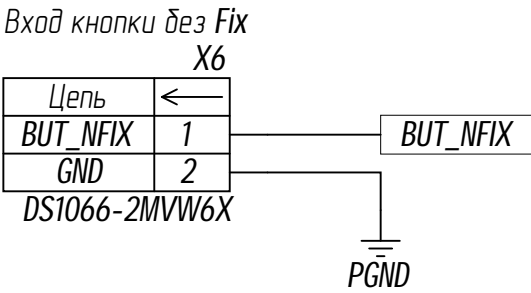 Вход кнопки без Fix
X6
Цепь
BUT_NFIX 1 BUT_NFIX
GND 2
DS1066-2MVW6X
PGND